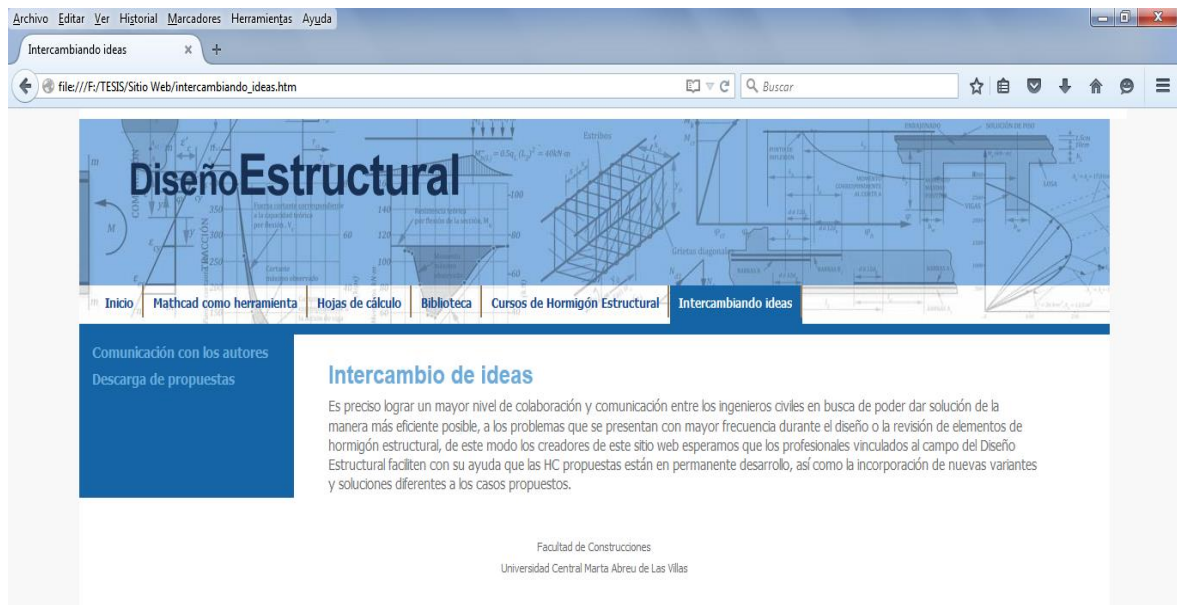 Archivo Editar Ver Historial Marcadores Herramientas Ayuda
Intercambiando ideas
file:///F:/TESIS/Sitio Web/intercambiando_ideas.htm
Buscar
DiseñoEstructural
Estribos
Grietas diagonales
Inicio
Mathcad como herramienta
Hojas de cálculo
Biblioteca
Cursos de Hormigón Estructural
Intercambiando ideas
Comunicación con los autores
Descarga de propuestas
Intercambio de ideas
Es preciso lograr un mayor nivel de colaboración y comunicación entre los ingenieros civiles en busca de poder dar solución de la
manera más eficiente posible, a los problemas que se presentan con mayor frecuencia durante el diseño o la revisión de elementos de
hormigón estructural, de este modo los creadores de este sitio web esperamos que los profesionales vinculados al campo del Diseño
Estructural faciliten con su ayuda que las HC propuestas están en permanente desarrollo, así como la incorporación de nuevas variantes
y soluciones diferentes a los casos propuestos.
Facultad de Construcciones
Universidad Central Marta Abreu de Las Villas